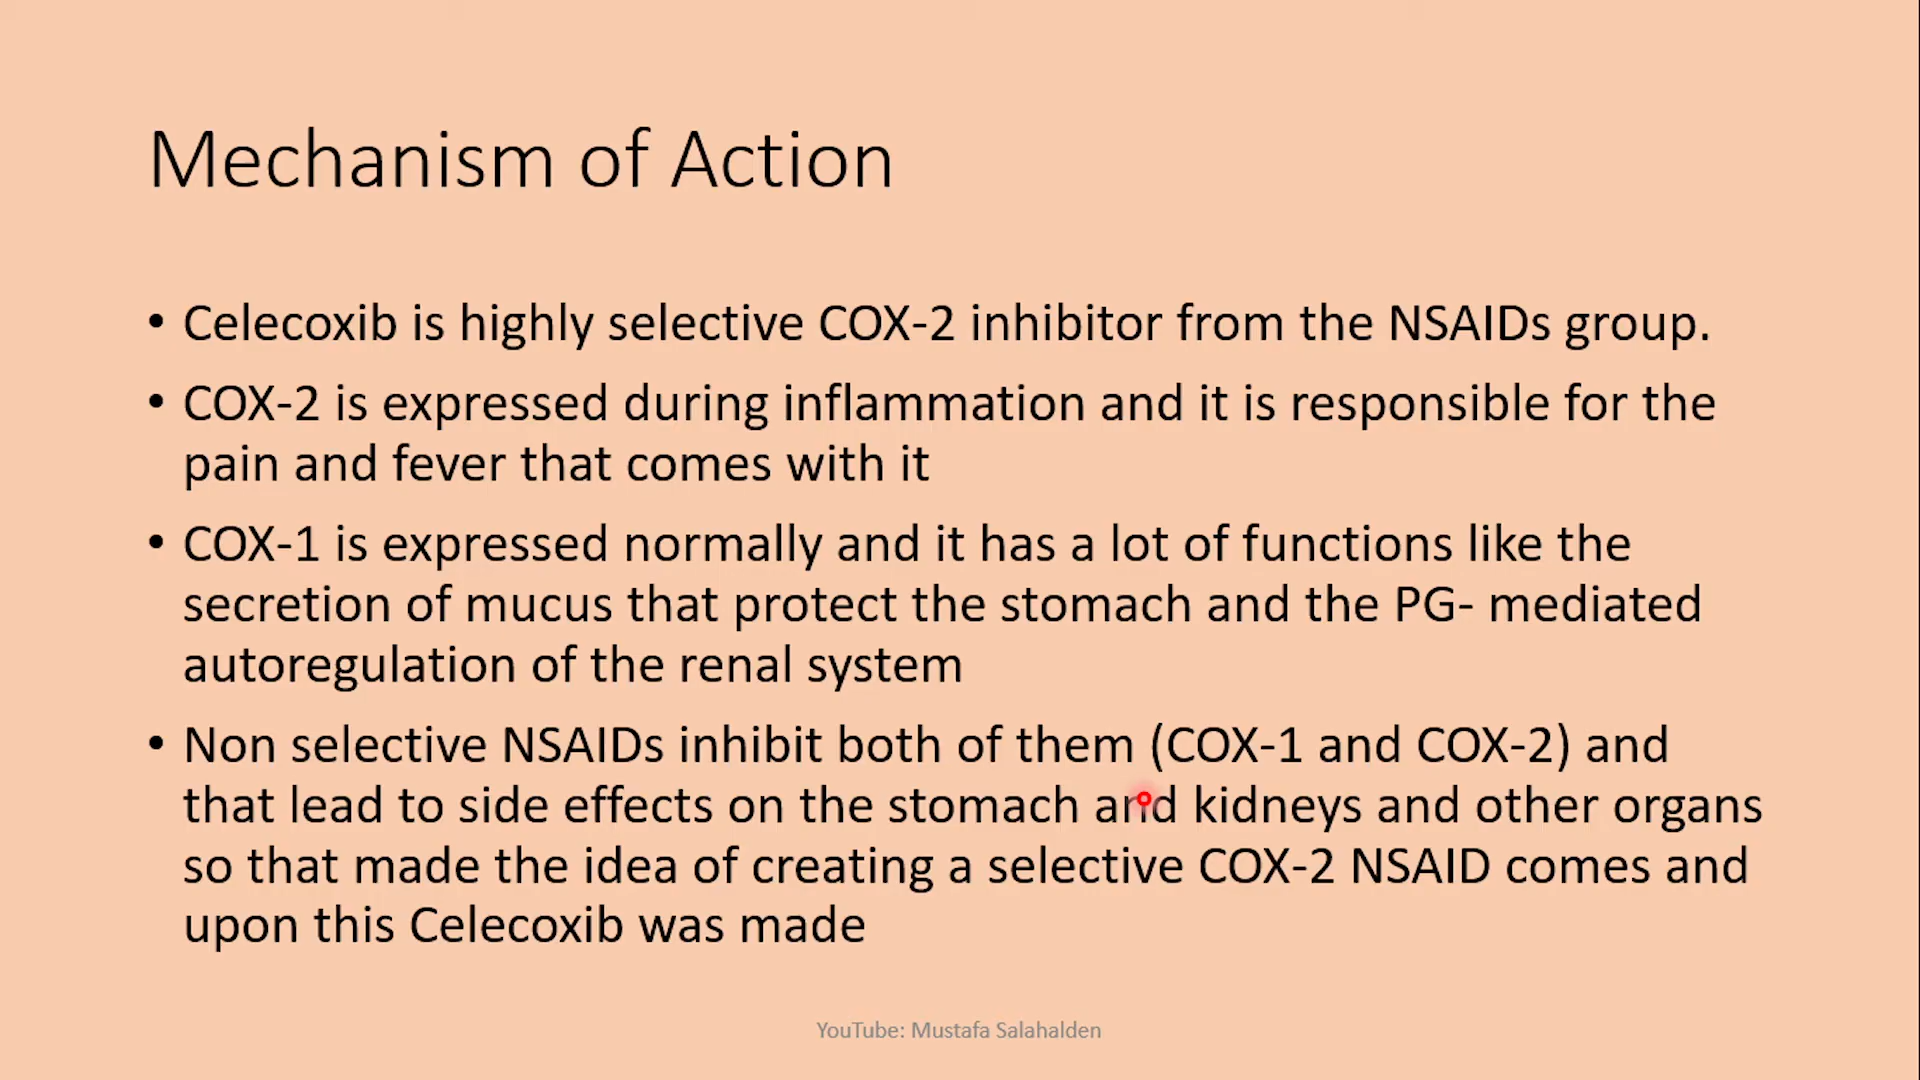 Mechanism of Action
• Celecoxib is highly selective COX-2 inhibitor from the NSAIDs group.
• COX-2 is expressed during inflammation and it is responsible for the
pain and fever that comes with it
• COX-1 is expressed normally and it has a lot of functions like the
secretion of mucus that protect the stomach and the PG- mediated
autoregulation of the renal system
• Non selective NSAIDs inhibit both of them (COX-1 and COX-2) and
that lead to side effects on the stomach and kidneys and other organs
so that made the idea of creating a selective COX-2 NSAID comes and
upon this Celecoxib was made
YouTube: Mustafa Salahalden